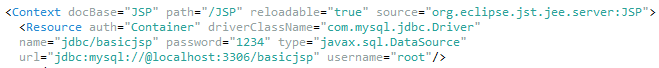 <Context docBase="JSP" path="/JSP" reloadable="true" source="org.eclipse.jst.jee.server:JSP">
<Resource auth="Container" driverClassName="com.mysql.jdbc.Driver"
name="jdbc/basicjsp" password="1234" type="javax.sql.DataSource"
url="jdbc:mysql://@localhost:3306/basicjsp" username="root"/>